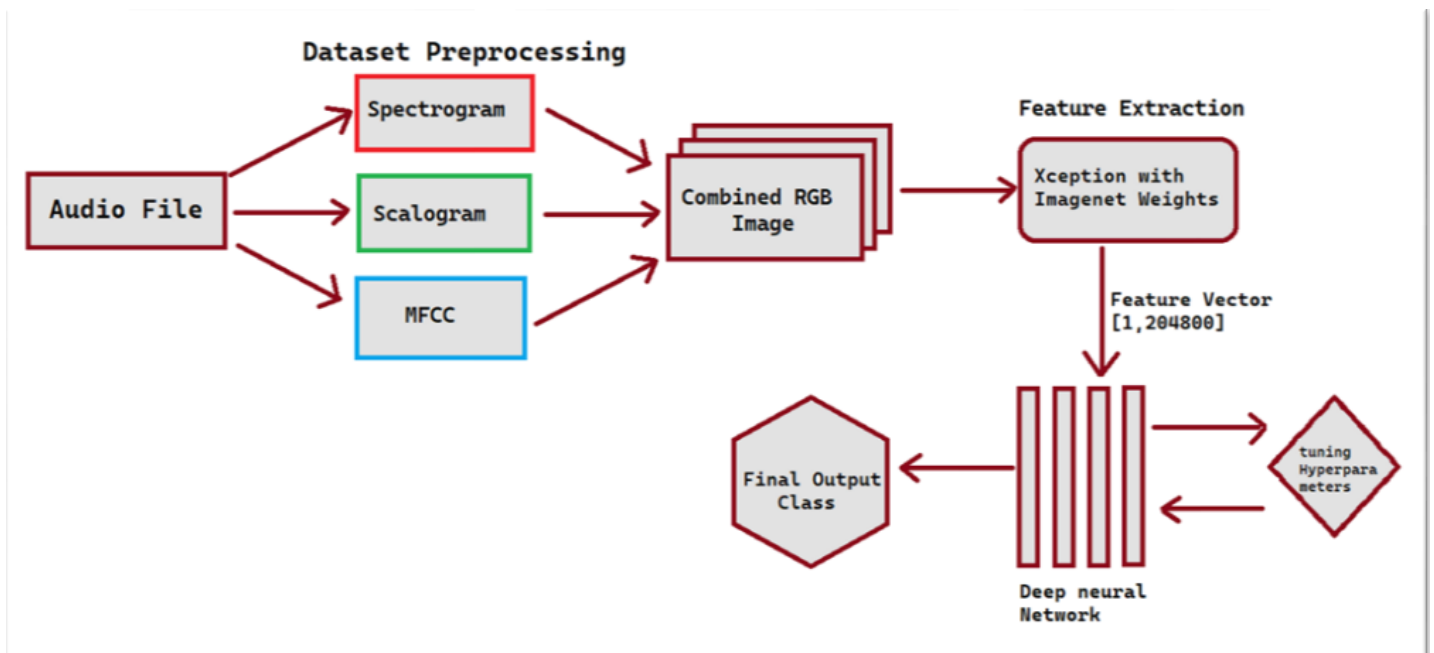 Dataset Preprocessing
Audio File
Spectrogram
Scalogram
MFCC
Combined RGB
Image
Feature Extraction
Xception with
Imagenet Weights
Feature Vector
[1,204800]
Deep neural
Network
tuning
Hyperpara
meters
Final Output
Class